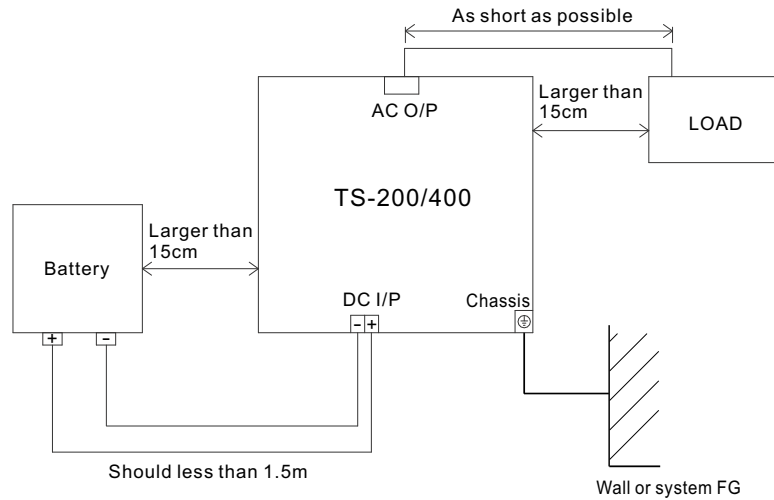 As short as possible
AC O/P
Larger than
15cm
LOAD
TS-200/400
Larger than
15cm
Battery
DC I/P
Chassis
+ -
- +
Should less than 1.5m
Wall or system FG